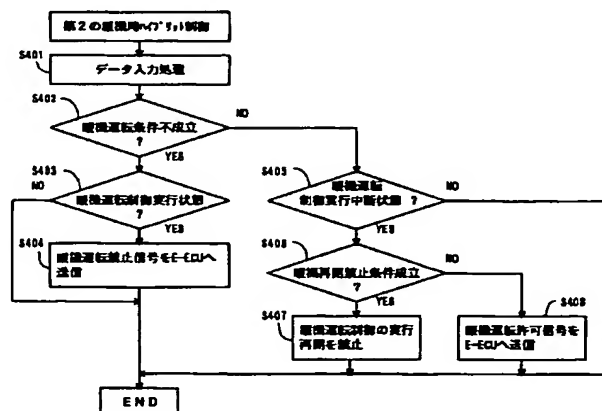 第2の暖機時ハイブリット制御
S401
データ入力処理
S402
暖機運転条件不成立
?
NO
YES
S403
NO
暖機運転制御実行状態
?
YES
S404
暖機運転禁止信号をE-ECUへ
送信
S405
暖機運転
制御実行中断状態 ?
NO
YES
S406
暖機再開禁止条件成立
?
NO
YES
S407
暖機運転制御の実行
再開を禁止
S408
暖機運転許可信号を
E-ECUへ送信
END